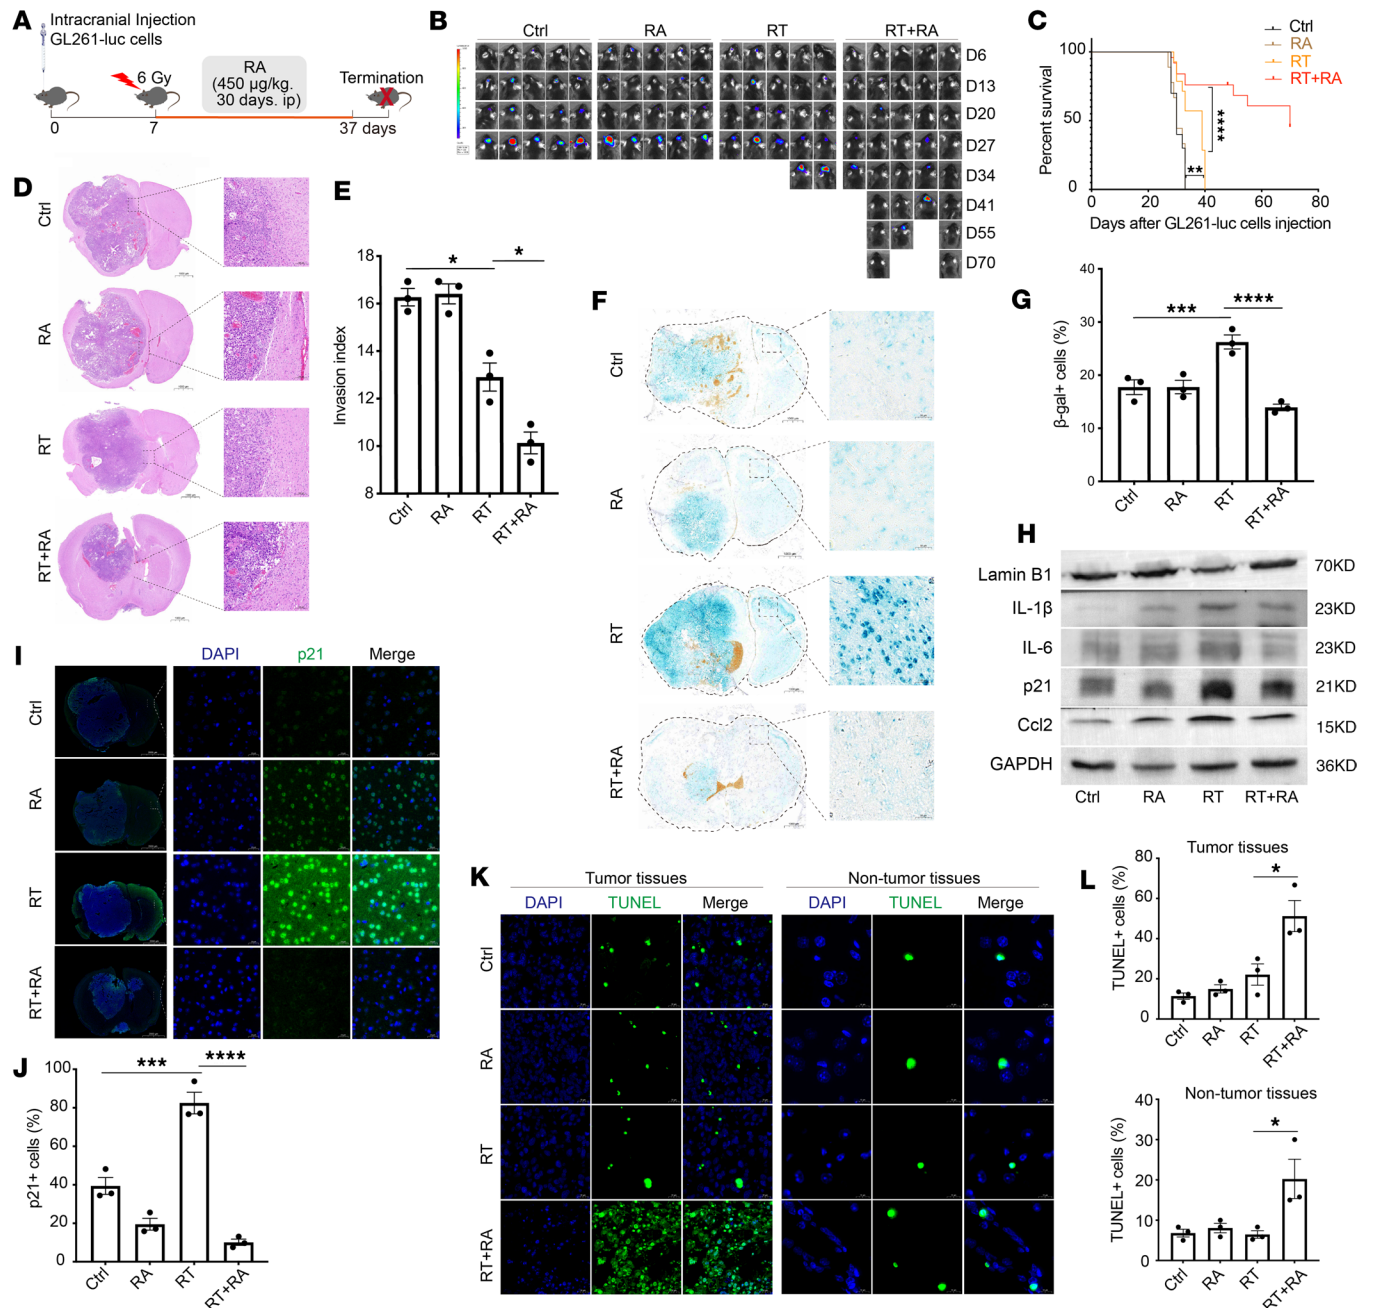 A
Intracranial Injection
GL261-luc cells
6 Gy
RA
(450 µg/kg.
30 days. ip)
Termination
X
0
7
37 days
B
Ctrl
RA
RT
RT+RA
D6
D13
D20
D27
D34
D41
D55
D70
C
Ctrl
RA
RT
RT+RA
Percent survival
100
50
0
0
20
40
60
80
****
**
Days after GL261-luc cells injection
D
Ctrl
RA
RT
RT+RA
E
Invasion index
18
16
14
12
10
8
*
*
Ctrl
RA
RT
RT+RA
F
Ctrl
RA
RT
RT+RA
G
β-gal+ cells (%)
40
30
20
10
0
***
****
Ctrl
RA
RT
RT+RA
H
Lamin B1
70KD
IL-1β
23KD
IL-6
23KD
p21
21KD
Ccl2
15KD
GAPDH
36KD
Ctrl
RA
RT
RT+RA
I
DAPI
p21
Merge
Ctrl
RA
RT
RT+RA
J
p21+ cells (%)
100
80
60
40
20
0
***
****
Ctrl
RA
RT
RT+RA
K
Tumor tissues
Non-tumor tissues
DAPI
TUNEL
Merge
DAPI
TUNEL
Merge
Ctrl
RA
RT
RT+RA
L
Tumor tissues
TUNEL+ cells (%)
80
60
40
20
0
*
Ctrl
RA
RT
RT+RA
Non-tumor tissues
TUNEL+ cells (%)
40
30
20
10
0
*
Ctrl
RA
RT
RT+RA